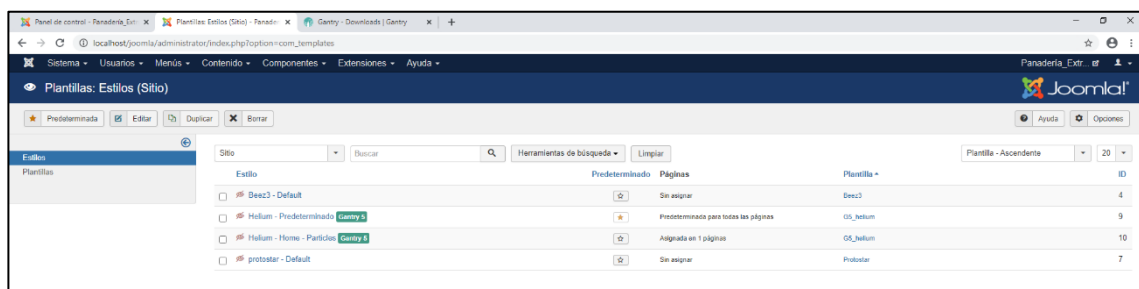 Panel de control - Panadería_Extr Plantillas: Estilos (Sitio) - Panader Gantry - Downloads | Gantry
localhost/joomla/administrator/index.php?option=com_templates
Sistema Usuarios Menús Contenido Componentes Extensiones Ayuda Panadería_Extr...
Plantillas: Estilos (Sitio) Joomla!
Predeterminada Editar Duplicar Borrar Ayuda Opciones
Estilos
Plantillas
Sitio Buscar Herramientas de búsqueda Limpiar Plantilla - Ascendente 20
Estilo Predeterminado Páginas Plantilla ID
Beez3 - Default Sin asignar Beez3 4
Helium - Predeterminado Gantry 5 Predeterminada para todas las páginas G5_helium 9
Helium - Home - Particles Gantry 5 Asignada en 1 páginas G5_helium 10
protostar - Default Sin asignar Protostar 7